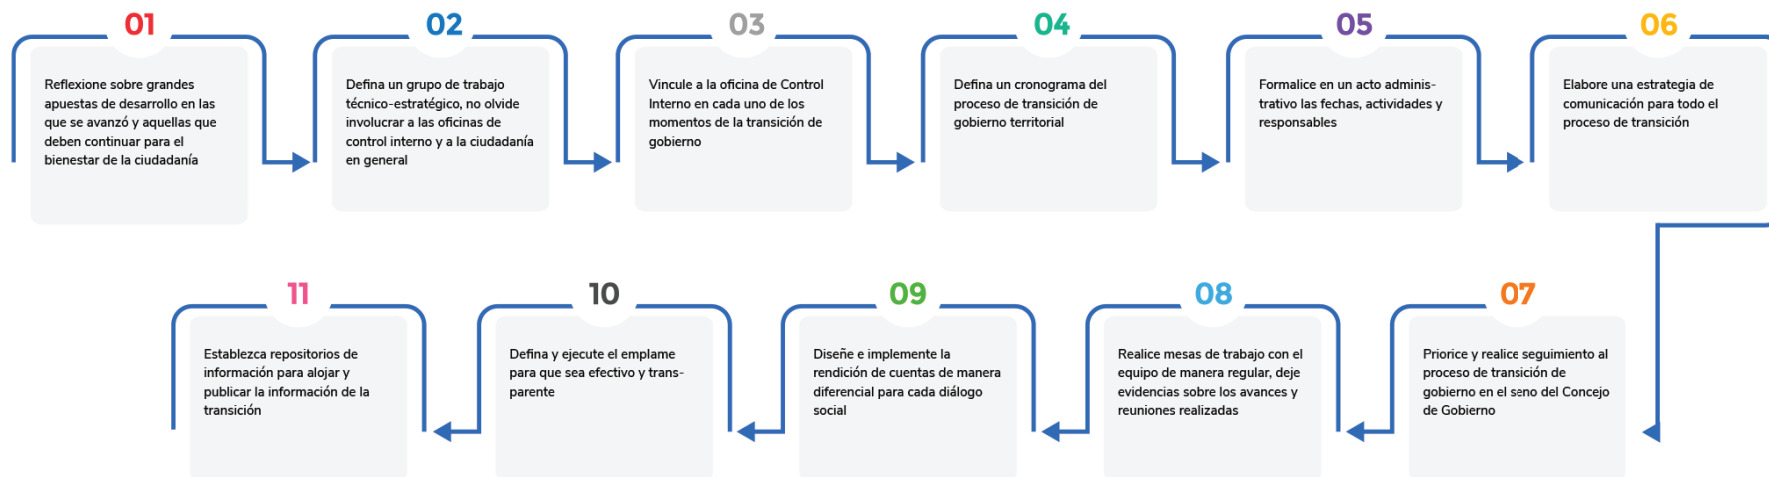 01
Reflexione sobre grandes
apuestas de desarrollo en las
que se avanzó y aquellas que
deben continuar para el
bienestar de la ciudadanía
02
Defina un grupo de trabajo
técnico-estratégico, no olvide
involucrar a las oficinas de
control interno y a la ciudadanía
en general
03
Vincule a la oficina de Control
Interno en cada uno de los
momentos de la transición de
gobierno
04
Defina un cronograma del
proceso de transición de
gobierno territorial
05
Formalice en un acto adminis-
trativo las fechas, actividades y
responsables
06
Elabore una estrategia de
comunicación para todo el
proceso de transición
07
Priorice y realice seguimiento al
proceso de transición de
gobierno en el seno del Concejo
de Gobierno
08
Realice mesas de trabajo con el
equipo de manera regular, deje
evidencias sobre los avances y
reuniones realizadas
09
Diseñe e implemente la
rendición de cuentas de manera
diferencial para cada diálogo
social
10
Defina y ejecute el emplame
para que sea efectivo y trans-
parente
11
Establezca repositorios de
información para alojar y
publicar la información de la
transición